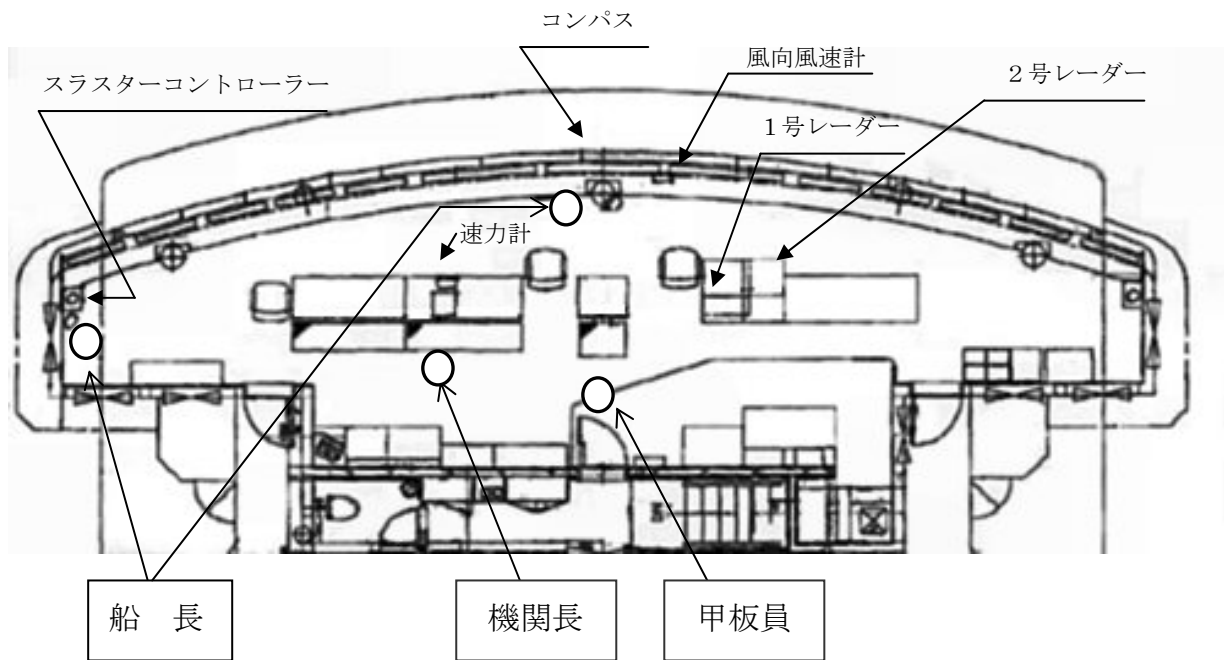 コンパス
風向風速計
２号レーダー
スラスターコントローラー
１号レーダー
速力計
船　長
機関長
甲板員